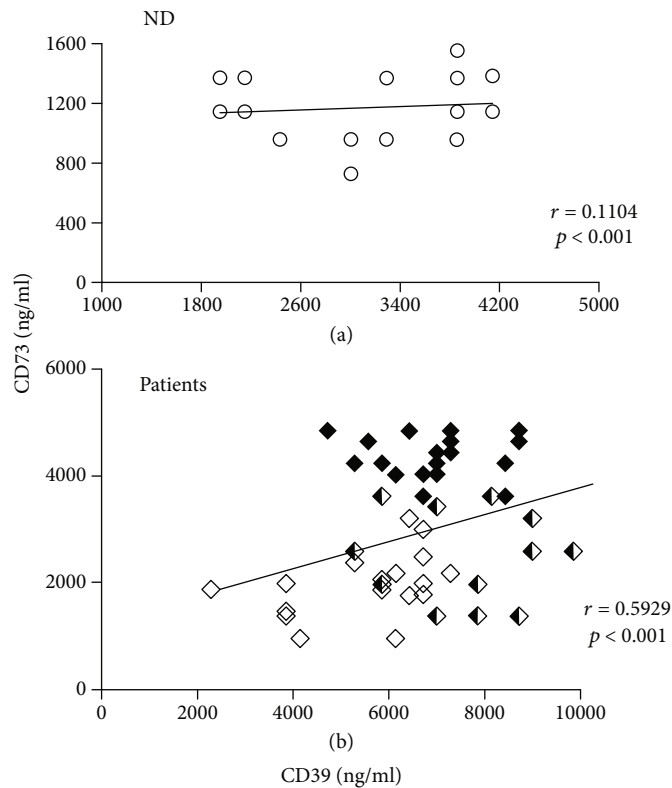 ND
1600
1200
800
400
0
1000 1800 2600 3400 4200 5000
r = 0.1104
p < 0.001
(a)
CD73 (ng/ml)
6000
Patients
4000
2000
0
0 2000 4000 6000 8000 10000
r = 0.5929
p < 0.001
(b)
CD39 (ng/ml)